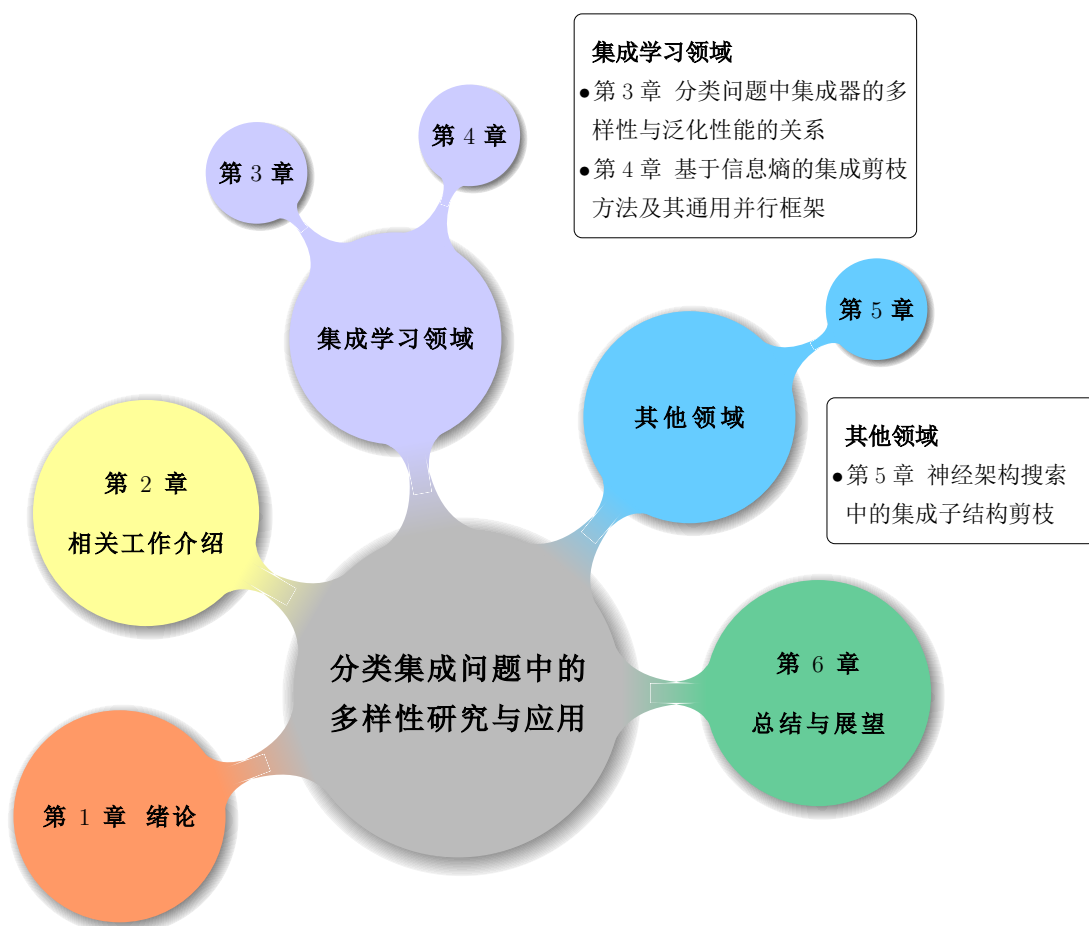 集成学习领域
●第 3 章 分类问题中集成器的多
样性与泛化性能的关系
●第 4 章 基于信息熵的集成剪枝
方法及其通用并行框架
第 4 章
第 3 章
集成学习领域
第 5 章
其他领域
其他领域
●第 5 章 神经架构搜索
中的集成子结构剪枝
第 2 章
相关工作介绍
分类集成问题中的
多样性研究与应用
第 6 章
总结与展望
第 1 章 绪论